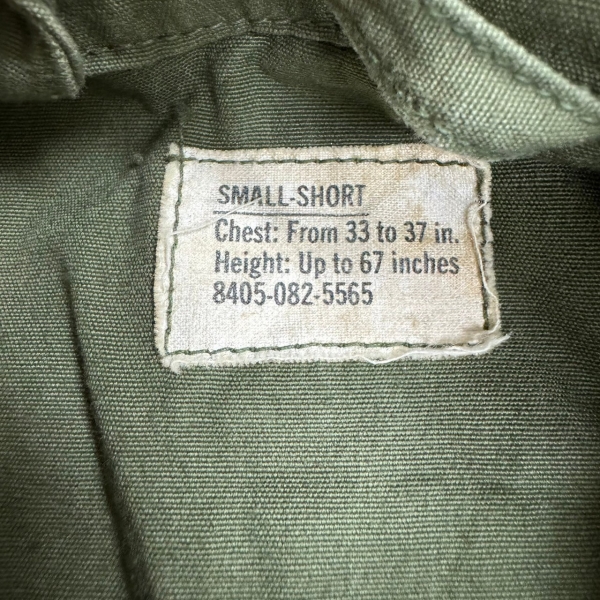 SMALL-SHORT
Chest: From 33 to 37 in.
Height: Up to 67 inches
8405-082-5565